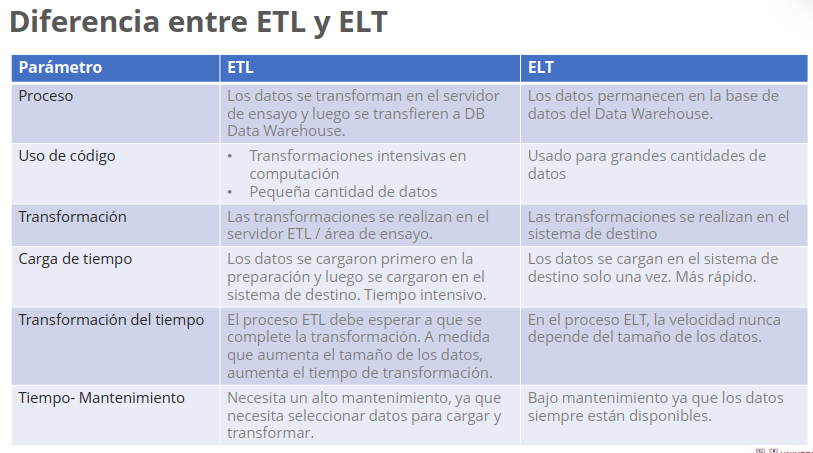 Diferencia entre ETL y ELT
Parámetro
ETL
ELT
Proceso
Los datos se transforman en el servidor
de ensayo y luego se transfieren a DB
Data Warehouse.
Los datos permanecen en la base de
datos del Data Warehouse.
Uso de código
• Transformaciones intensivas en
computación
• Pequeña cantidad de datos
Usado para grandes cantidades de
datos
Transformación
Las transformaciones se realizan en el
servidor ETL / área de ensayo.
Las transformaciones se realizan en el
sistema de destino
Carga de tiempo
Los datos se cargaron primero en la
preparación y luego se cargaron en el
sistema de destino. Tiempo intensivo.
Los datos se cargan en el sistema de
destino solo una vez. Más rápido.
Transformación del tiempo
El proceso ETL debe esperar a que se
complete la transformación. A medida
que aumenta el tamaño de los datos,
aumenta el tiempo de transformación.
En el proceso ELT, la velocidad nunca
depende del tamaño de los datos.
Tiempo- Mantenimiento
Necesita un alto mantenimiento, ya que
necesita seleccionar datos para cargar y
transformar.
Bajo mantenimiento ya que los datos
siempre están disponibles.